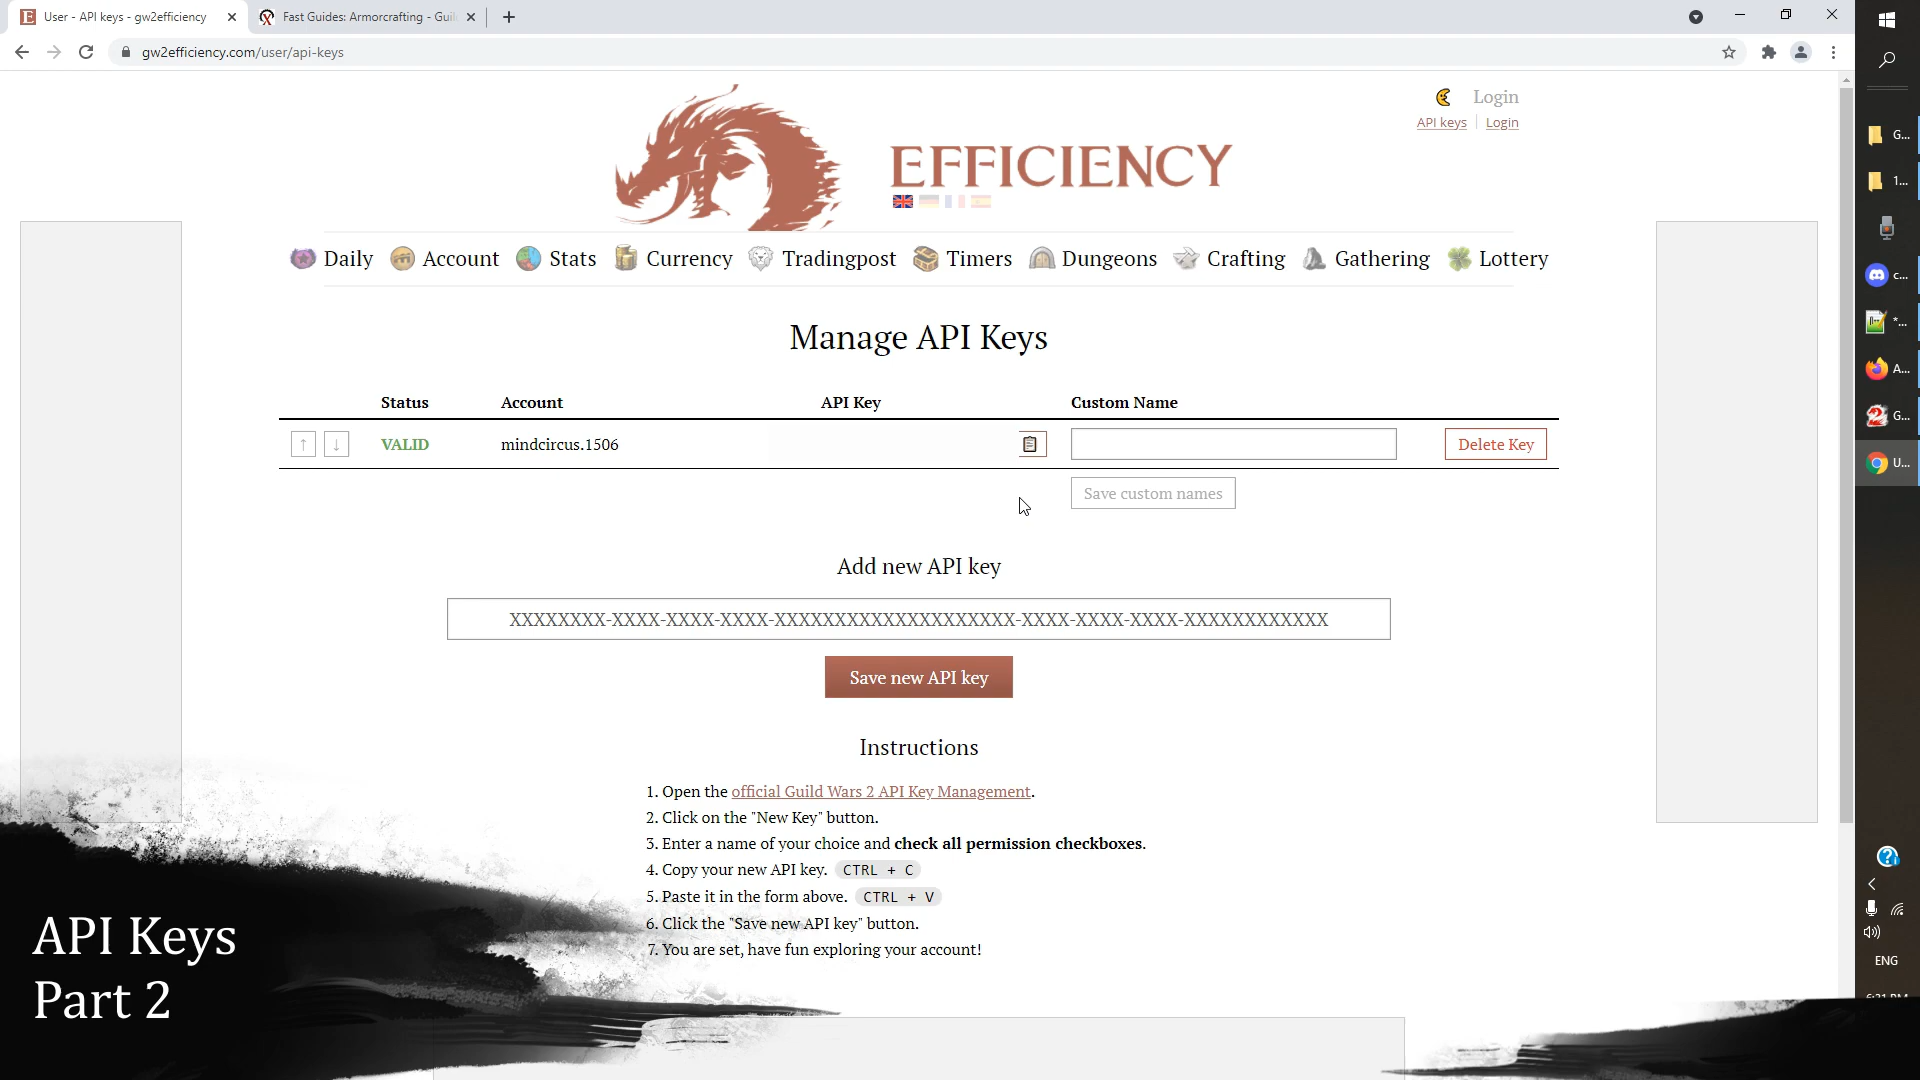 User - API keys - gw2efficiency
Fast Guides: Armorcrafting - Guil
gw2efficiency.com/user/api-keys
Login
API keys
Login
EFFICIENCY
Daily
Account
Stats
Currency
Tradingpost
Timers
Dungeons
Crafting
Gathering
Lottery
Manage API Keys
Status
Account
API Key
Custom Name
↑
↓
VALID
mindcircus.1506
Delete Key
Save custom names
Add new API key
XXXXXXXX-XXXX-XXXX-XXXX-XXXXXXXXXXXXXXXXXXXX-XXXX-XXXX-XXXX-XXXXXXXXXXXX
Save new API key
Instructions
1. Open the official Guild Wars 2 API Key Management.
2. Click on the "New Key" button.
3. Enter a name of your choice and check all permission checkboxes.
4. Copy your new API key. CTRL + C
5. Paste it in the form above. CTRL + V
6. Click the "Save new API key" button.
7. You are set, have fun exploring your account!
API Keys
Part 2
G...
1...
c...
*...
A...
G...
U...
ENG